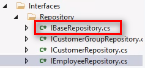 Interfaces
Repository
IBaseRepository.cs
ICustomerGroupRepository.cs
ICustomerRepository.cs
IEmployeeRepository.cs